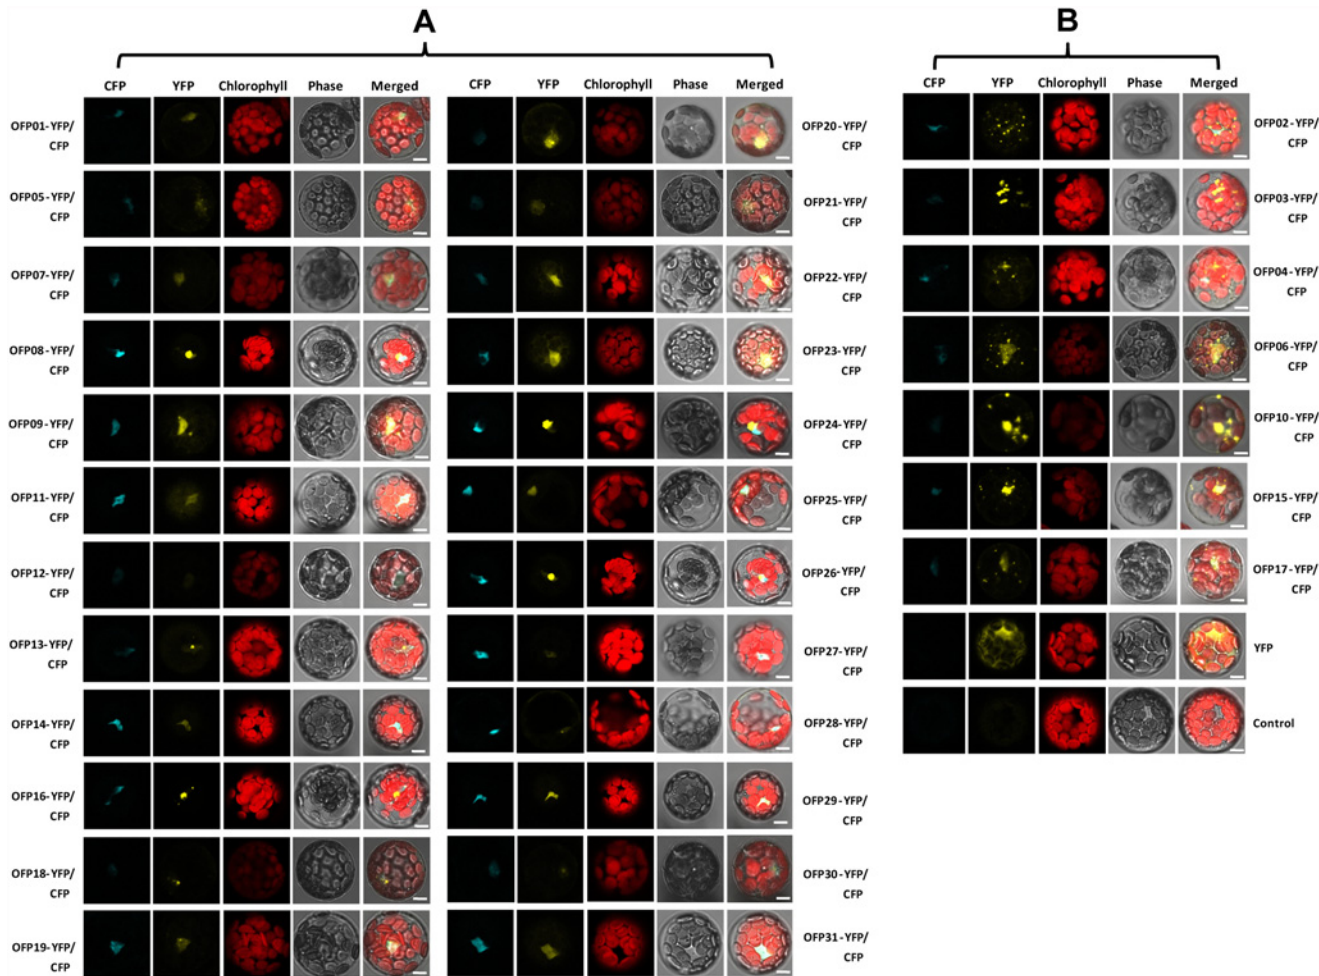 A
B
CFP YFP Chlorophyll Phase Merged CFP YFP Chlorophyll Phase Merged
CFP YFP Chlorophyll Phase Merged
OFP01-YFP/
CFP
OFP05-YFP/
CFP
OFP07-YFP/
CFP
OFP08-YFP/
CFP
OFP09-YFP/
CFP
OFP11-YFP/
CFP
OFP12-YFP/
CFP
OFP13-YFP/
CFP
OFP14-YFP/
CFP
OFP16-YFP/
CFP
OFP18-YFP/
CFP
OFP19-YFP/
CFP
OFP20-YFP/
CFP
OFP21-YFP/
CFP
OFP22-YFP/
CFP
OFP23-YFP/
CFP
OFP24-YFP/
CFP
OFP25-YFP/
CFP
OFP26-YFP/
CFP
OFP27-YFP/
CFP
OFP28-YFP/
CFP
OFP29-YFP/
CFP
OFP30-YFP/
CFP
OFP31-YFP/
CFP
OFP02-YFP/
CFP
OFP03-YFP/
CFP
OFP04-YFP/
CFP
OFP06-YFP/
CFP
OFP10-YFP/
CFP
OFP15-YFP/
CFP
OFP17-YFP/
CFP
YFP
Control